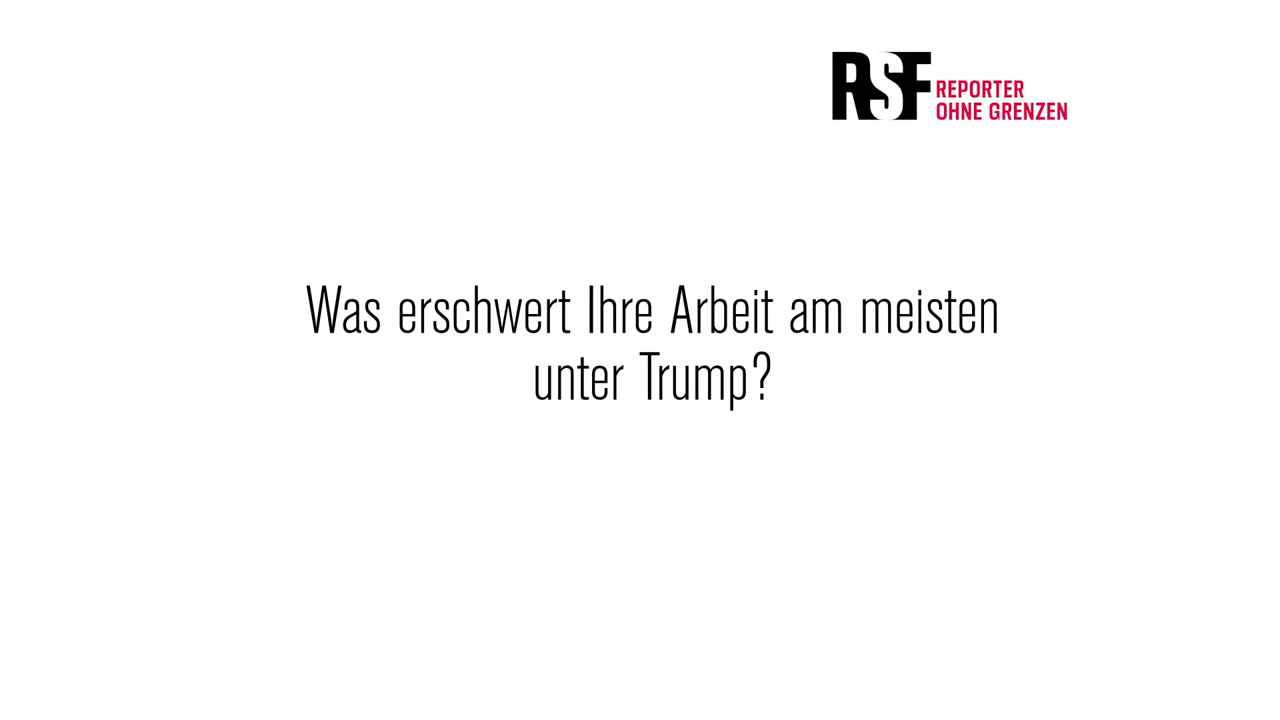 RSF REPORTER
OHNE GRENZEN
Was erschwert Ihre Arbeit am meisten
unter Trump?